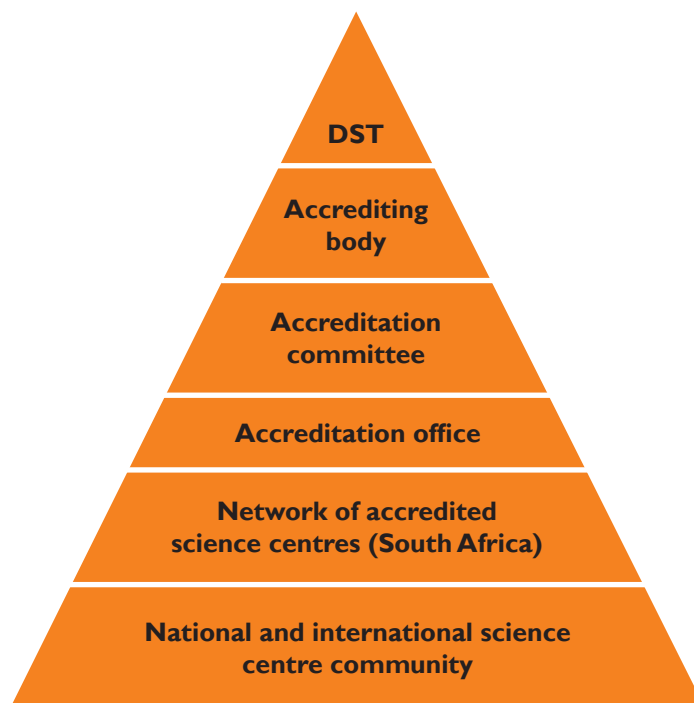 DST
Accrediting
body
Accreditation
committee
Accreditation office
Network of accredited
science centres (South Africa)
National and international science
centre community